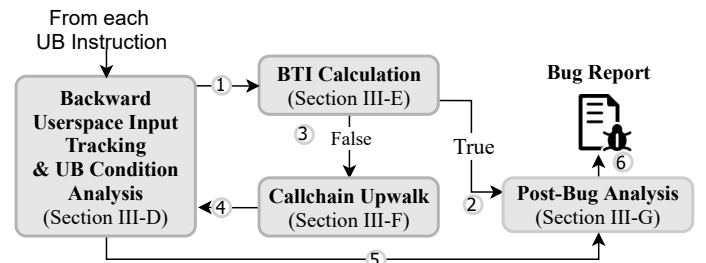 From each
UB Instruction
Backward
Userspace Input
Tracking
& UB Condition
Analysis
(Section III-D)
1
BTI Calculation
(Section III-E)
3
False
True
2
4
Callchain Upwalk
(Section III-F)
Bug Report
6
Post-Bug Analysis
(Section III-G)
5